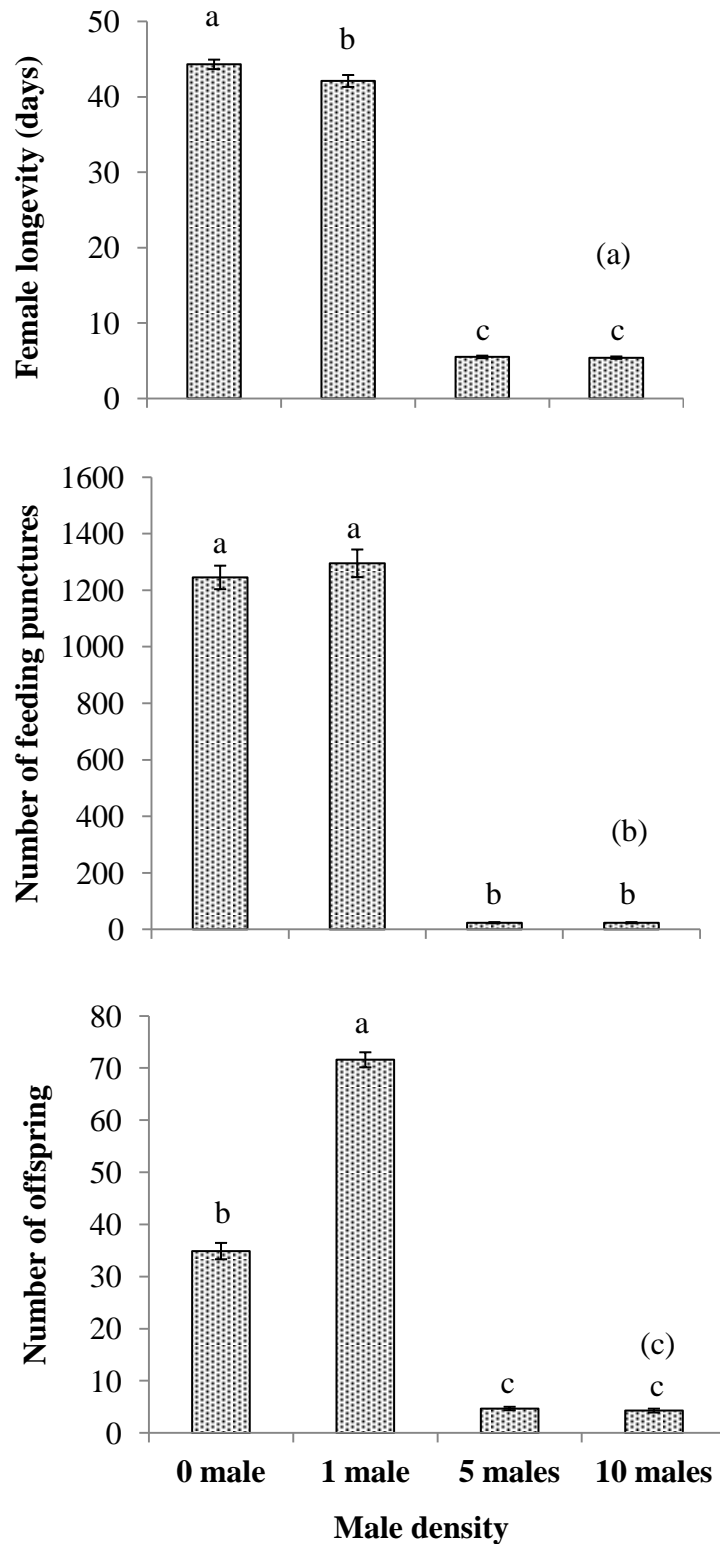 Female longevity (days)
50
40
30
20
10
0
a
b
c
c
(a)
Number of feeding punctures
1600
1400
1200
1000
800
600
400
200
0
a
a
b
b
(b)
Number of offspring
80
70
60
50
40
30
20
10
0
b
a
c
c
(c)
0 male
1 male
5 males
10 males
Male density